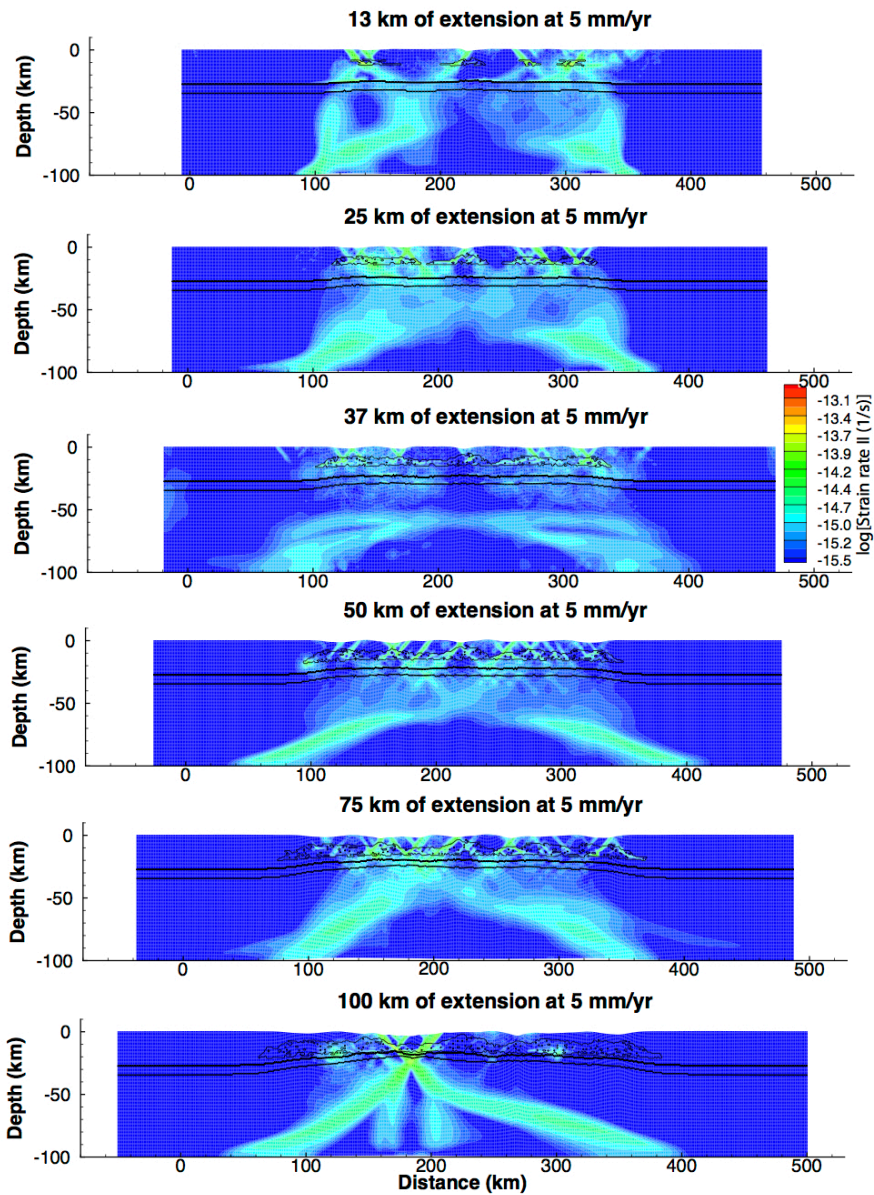 13 km of extension at 5 mm/yr
Depth (km)
0
-50
-100
0 100 200 300 400 500
25 km of extension at 5 mm/yr
Depth (km)
0
-50
-100
0 100 200 300 400 500
37 km of extension at 5 mm/yr
Depth (km)
0
-50
-100
0 100 200 300 400 500
-13.1
-13.4
-13.7
-13.9
-14.2
-14.4
-14.7
-15.0
-15.2
-15.5
log[Strain rate II (1/s)]
50 km of extension at 5 mm/yr
Depth (km)
0
-50
-100
0 100 200 300 400 500
75 km of extension at 5 mm/yr
Depth (km)
0
-50
-100
0 100 200 300 400 500
100 km of extension at 5 mm/yr
Depth (km)
0
-50
-100
0 100 200 300 400 500
Distance (km)